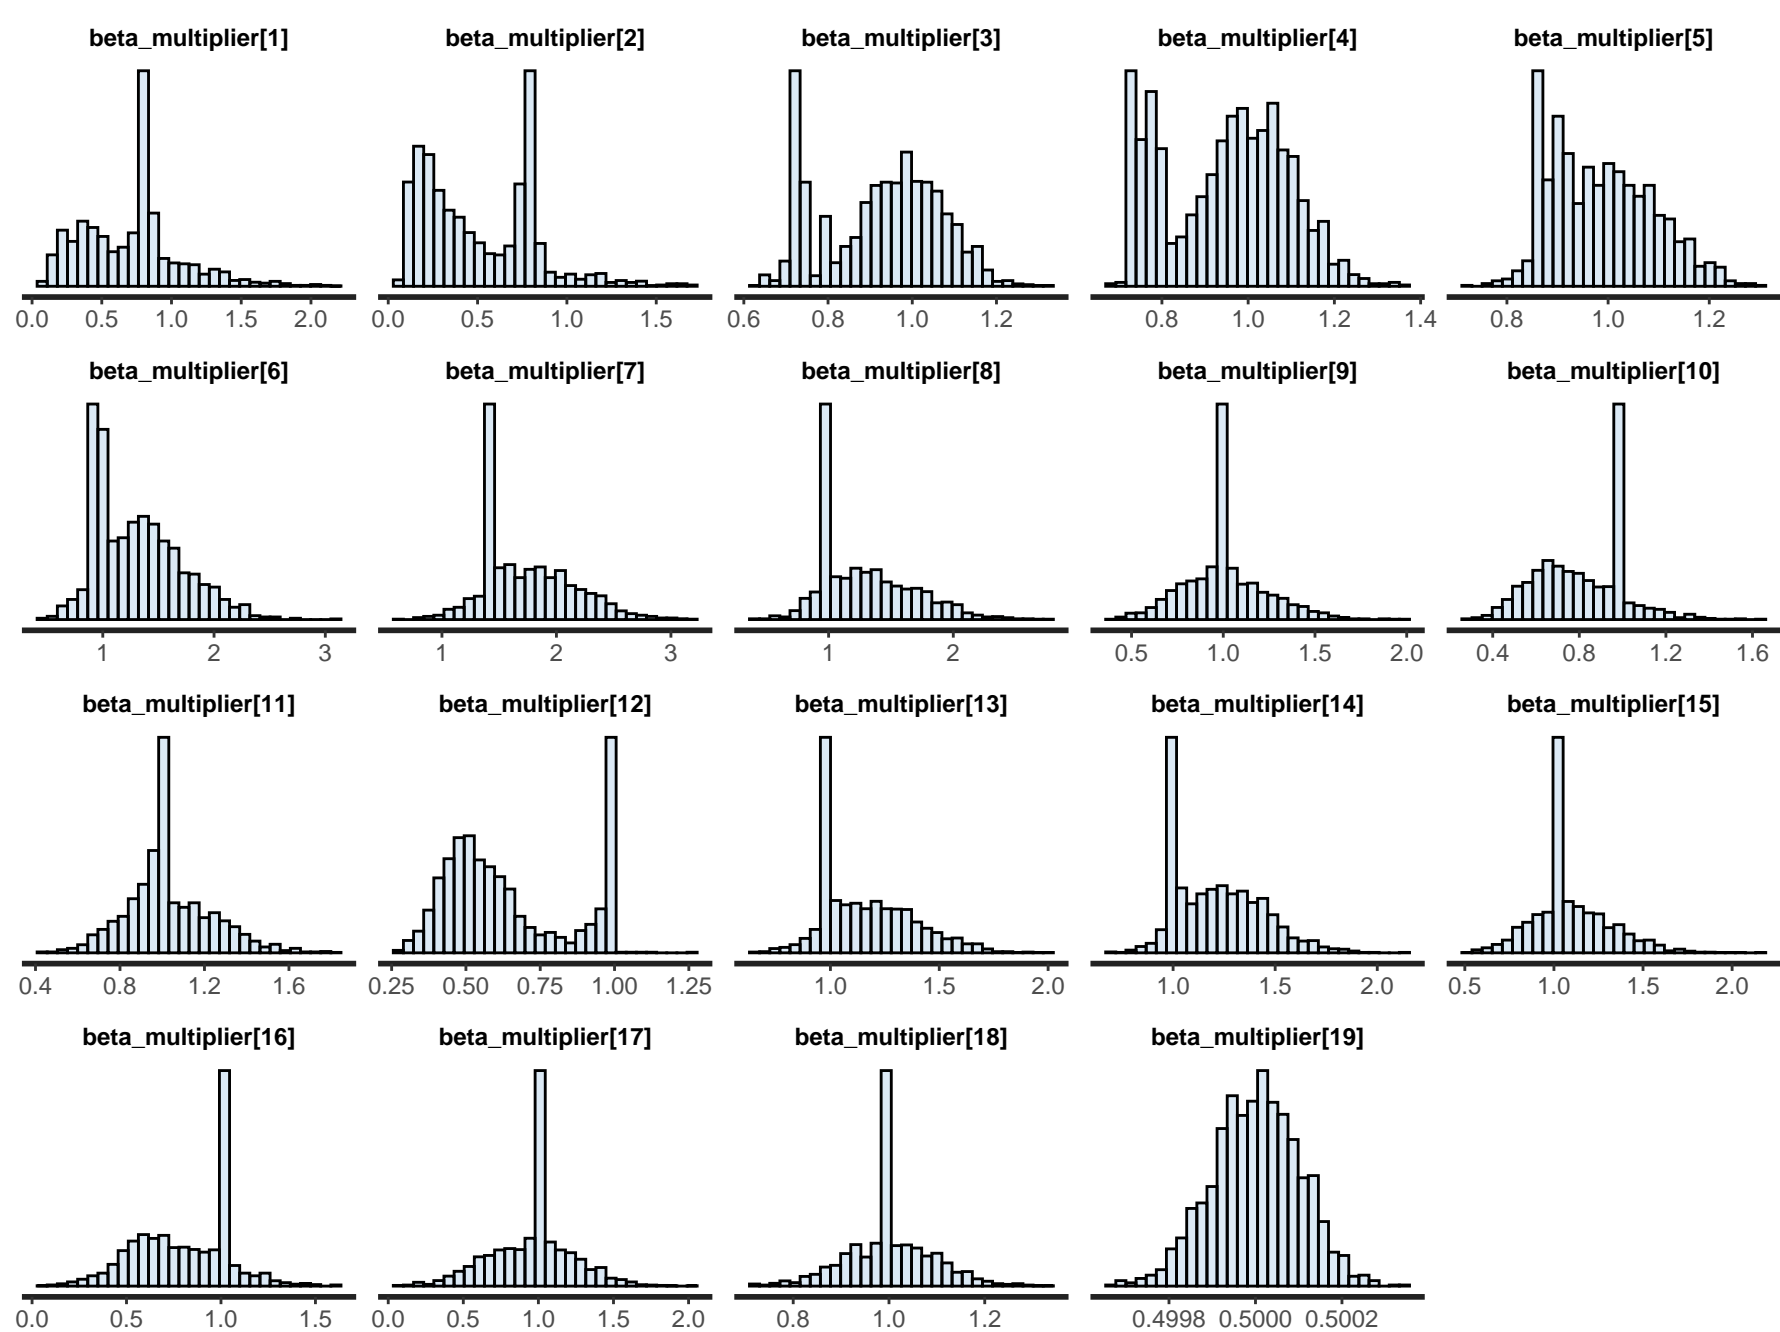 beta_multiplier[1] beta_multiplier[2] beta_multiplier[3] beta_multiplier[4] beta_multiplier[5]
0.0 0.5 1.0 1.5 2.0 0.0 0.5 1.0 1.5 0.6 0.8 1.0 1.2 0.8 1.0 1.2 1.4 0.8 1.0 1.2
beta_multiplier[6] beta_multiplier[7] beta_multiplier[8] beta_multiplier[9] beta_multiplier[10]
1 2 3 1 2 3 1 2 0.5 1.0 1.5 2.0 0.4 0.8 1.2 1.6
beta_multiplier[11] beta_multiplier[12] beta_multiplier[13] beta_multiplier[14] beta_multiplier[15]
0.4 0.8 1.2 1.6 0.25 0.50 0.75 1.00 1.25 1.0 1.5 2.0 1.0 1.5 2.0 0.5 1.0 1.5 2.0
beta_multiplier[16] beta_multiplier[17] beta_multiplier[18] beta_multiplier[19]
0.0 0.5 1.0 1.5 0.0 0.5 1.0 1.5 2.0 0.8 1.0 1.2 0.4998 0.5000 0.5002